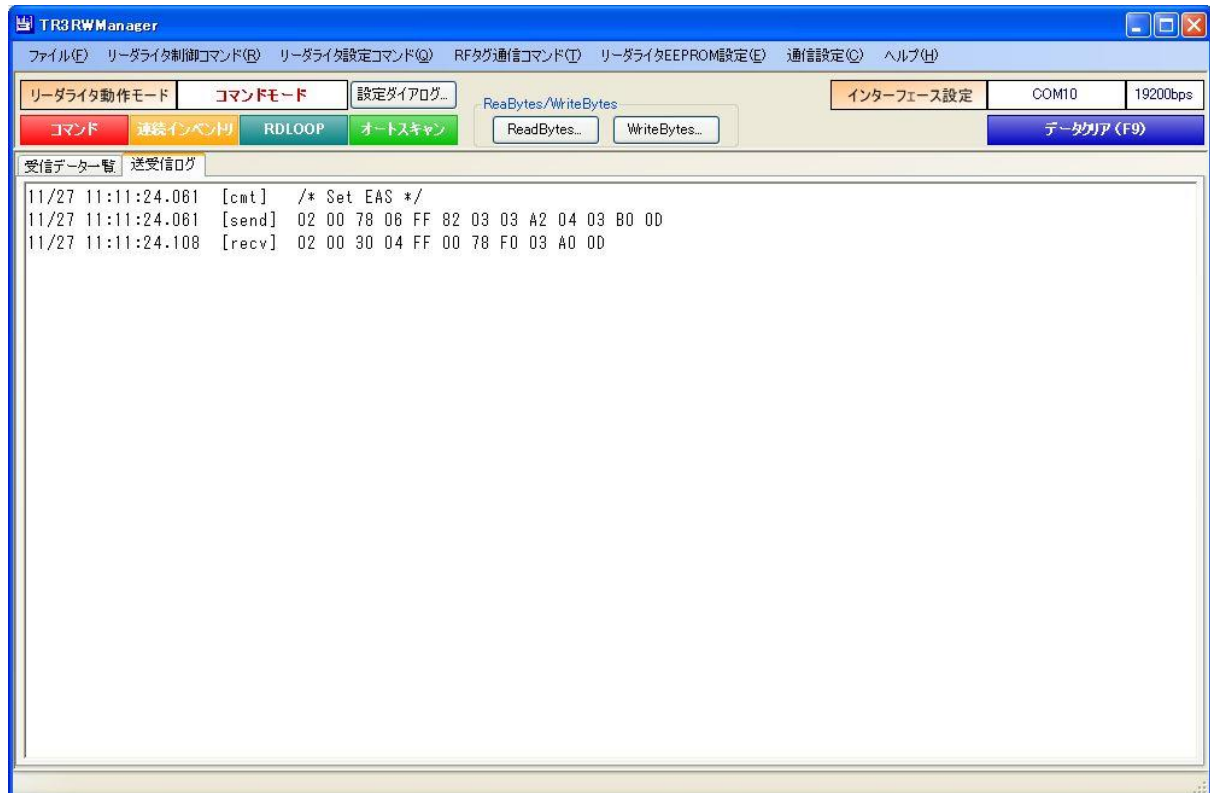 TR3RWManager
ファイル(F) リーダライタ制御コマンド(R) リーダライタ設定コマンド(Q) RFタグ通信コマンド(T) リーダライタEEPROM設定(E) 通信設定(C) ヘルプ(H)
リーダライタ動作モード コマンドモード 設定ダイアログ... ReaBytes/WriteBytes インターフェース設定 COM10 19200bps
コマンド 連続インベントリ RDLOOP オートスキャン ReadBytes... WriteBytes... データクリア (F9)
受信データ一覧 送受信ログ
11/27 11:11:24.061 [cmt] /* Set EAS */
11/27 11:11:24.061 [send] 02 00 78 06 FF 82 03 03 A2 04 03 B0 0D
11/27 11:11:24.108 [recv] 02 00 30 04 FF 00 78 F0 03 A0 0D